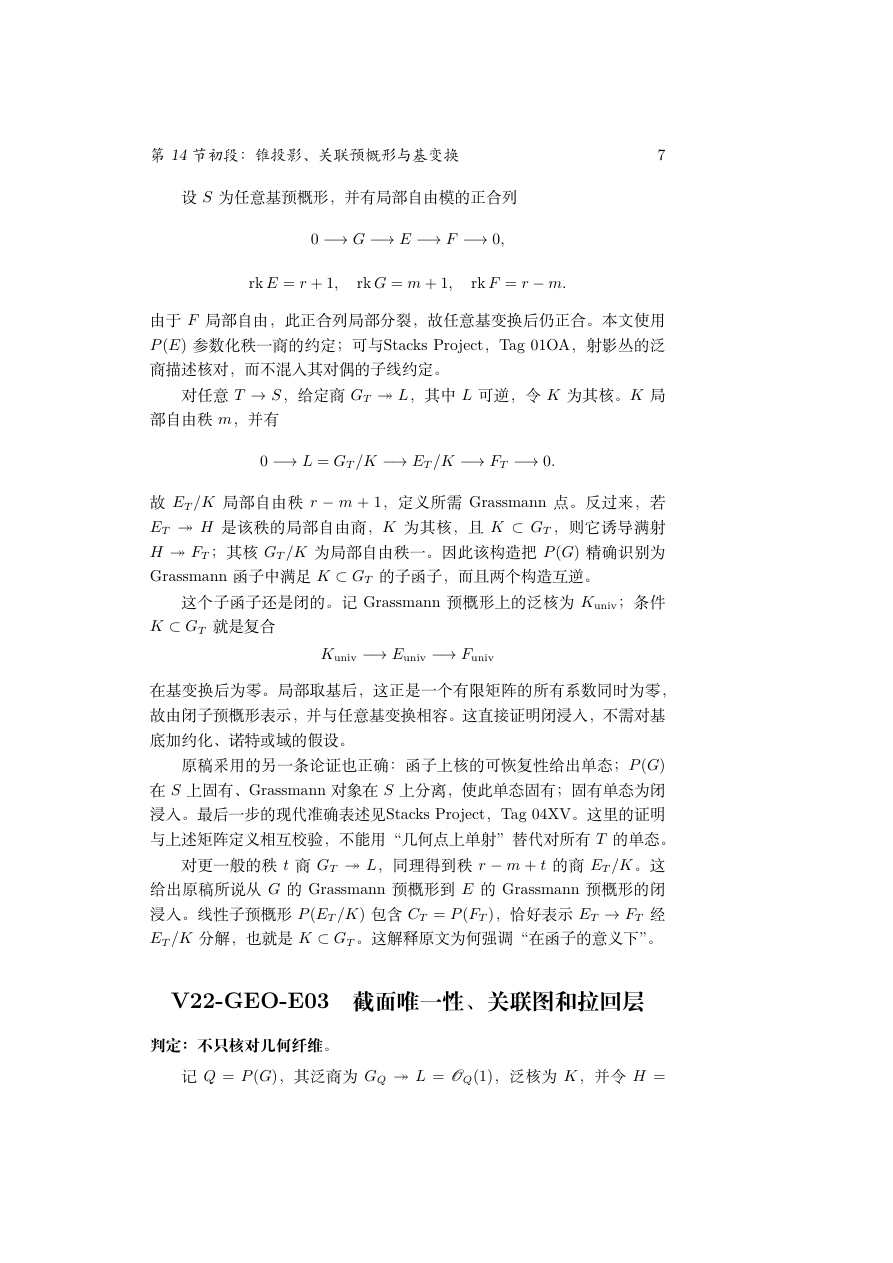 第 14 节初段：锥投影、关联预概形与基变换 7
设 S 为任意基预概形，并有局部自由模的正合列
0 ⟶ G ⟶ E ⟶ F ⟶ 0,
rk E = r + 1, rk G = m + 1, rk F = r − m.
由于 F 局部自由，此正合列局部分裂，故任意基变换后仍正合。本文使用
P(E) 参数化秩一商的约定；可与Stacks Project，Tag 01OA，射影丛的泛
商描述核对，而不混入其对偶的子线约定。
对任意 T → S，给定商 G_T ↠ L，其中 L 可逆，令 K 为其核。K 局
部自由秩 m，并有
0 ⟶ L = G_T/K ⟶ E_T/K ⟶ F_T ⟶ 0.
故 E_T/K 局部自由秩 r − m + 1，定义所需 Grassmann 点。反过来，若
E_T ↠ H 是该秩的局部自由商，K 为其核，且 K ⊂ G_T，则它诱导满射
H ↠ F_T；其核 G_T/K 为局部自由秩一。因此该构造把 P(G) 精确识别为
Grassmann 函子中满足 K ⊂ G_T 的子函子，而且两个构造互逆。
这个子函子还是闭的。记 Grassmann 预概形上的泛核为 K_univ；条件
K ⊂ G_T 就是复合
K_univ ⟶ E_univ ⟶ F_univ
在基变换后为零。局部取基后，这正是一个有限矩阵的所有系数同时为零，
故由闭子预概形表示，并与任意基变换相容。这直接证明闭浸入，不需对基
底加约化、诺特或域的假设。
原稿采用的另一条论证也正确：函子上核的可恢复性给出单态；P(G)
在 S 上固有、Grassmann 对象在 S 上分离，使此单态固有；固有单态为闭
浸入。最后一步的现代准确表述见Stacks Project，Tag 04XV。这里的证明
与上述矩阵定义相互校验，不能用“几何点上单射”替代对所有 T 的单态。
对更一般的秩 t 商 G_T ↠ L，同理得到秩 r − m + t 的商 E_T/K。这
给出原稿所说从 G 的 Grassmann 预概形到 E 的 Grassmann 预概形的闭
浸入。线性子预概形 P(E_T/K) 包含 C_T = P(F_T)，恰好表示 E_T → F_T 经
E_T/K 分解，也就是 K ⊂ G_T。这解释原文为何强调“在函子的意义下”。
V22-GEO-E03 截面唯一性、关联图和拉回层
判定：不只核对几何纤维。
记 Q = P(G)，其泛商为 G_Q ↠ L = 𝒪_Q(1)，泛核为 K，并令 H =